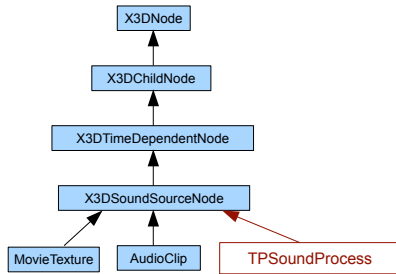 X3DNode
X3DChildNode
X3DTimeDependentNode
X3DSoundSourceNode
MovieTexture
AudioClip
TPSoundProcess